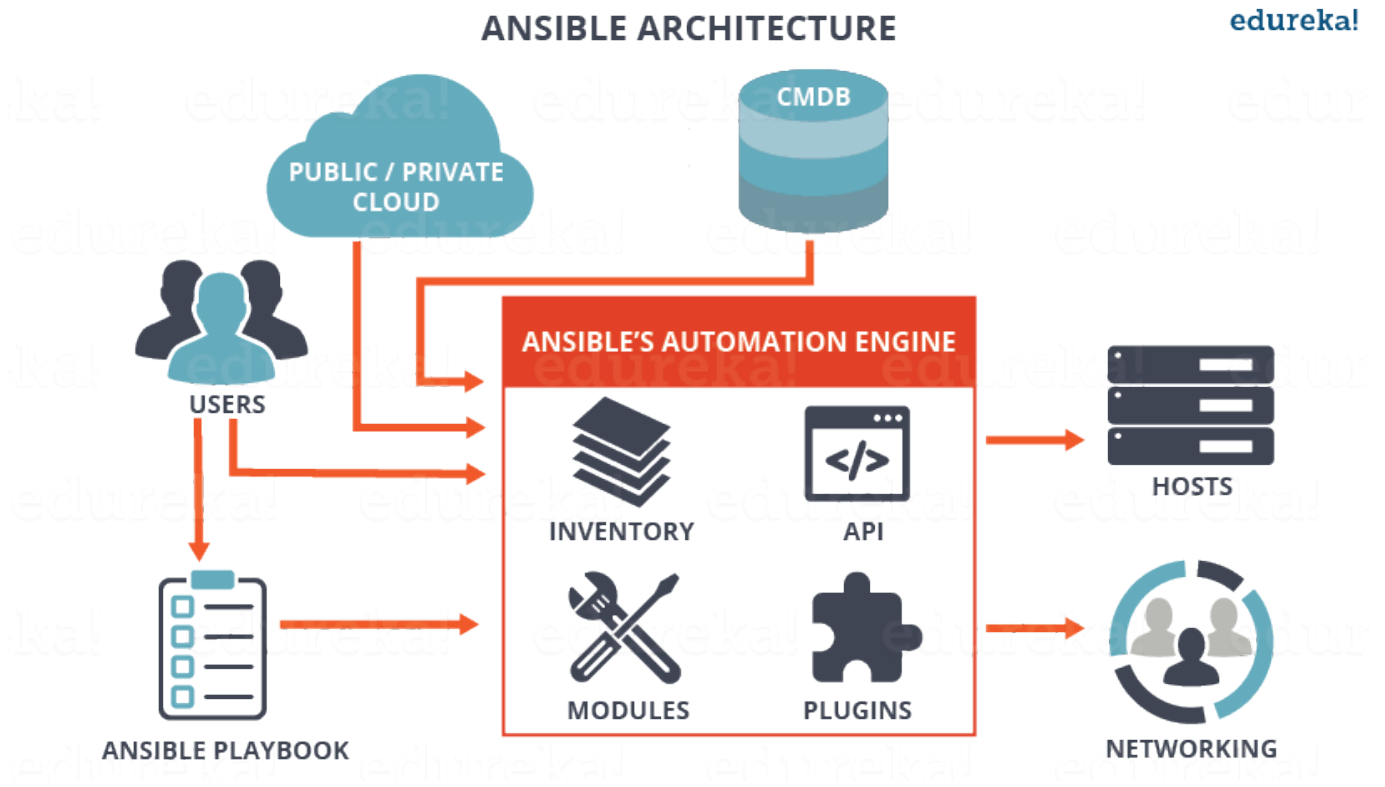 ANSIBLE ARCHITECTURE
edureka!
CMDB
PUBLIC / PRIVATE
CLOUD
USERS
ANSIBLE'S AUTOMATION ENGINE
INVENTORY
API
</>
HOSTS
MODULES
PLUGINS
ANSIBLE PLAYBOOK
NETWORKING